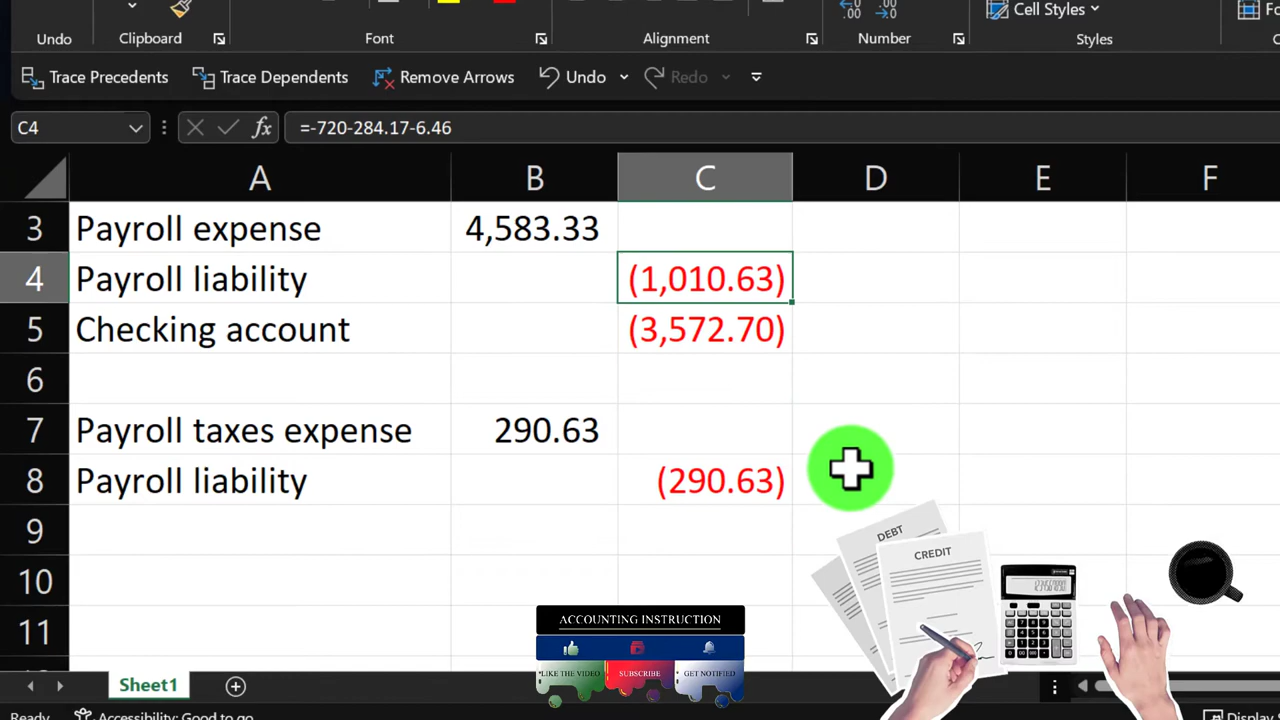 Undo Clipboard Font Alignment Number Cell Styles Styles
Trace Precedents Trace Dependents Remove Arrows Undo Redo
C4 fx =-720-284.17-6.46
A B C D E F
3 Payroll expense 4,583.33
4 Payroll liability (1,010.63)
5 Checking account (3,572.70)
6
7 Payroll taxes expense 290.63
8 Payroll liability (290.63)
9
10
11
DEBT
CREDIT
ACCOUNTING INSTRUCTION
LIKE THE VIDEO SUBSCRIBE GET NOTIFIED
Sheet1
Ready Accessibility: Good to go Display